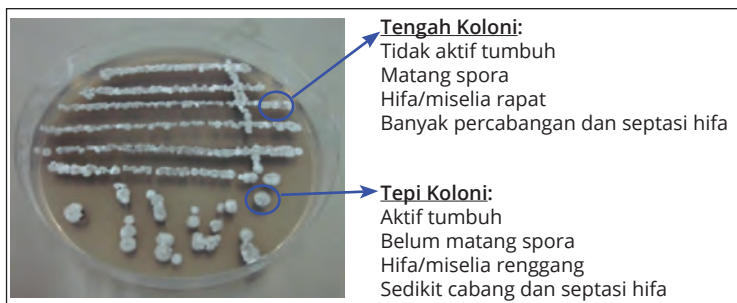 Tengah Koloni:
Tidak aktif tumbuh
Matang spora
Hifa/miselia rapat
Banyak percabangan dan septasi hifa
Tepi Koloni:
Aktif tumbuh
Belum matang spora
Hifa/miselia renggang
Sedikit cabang dan septasi hifa